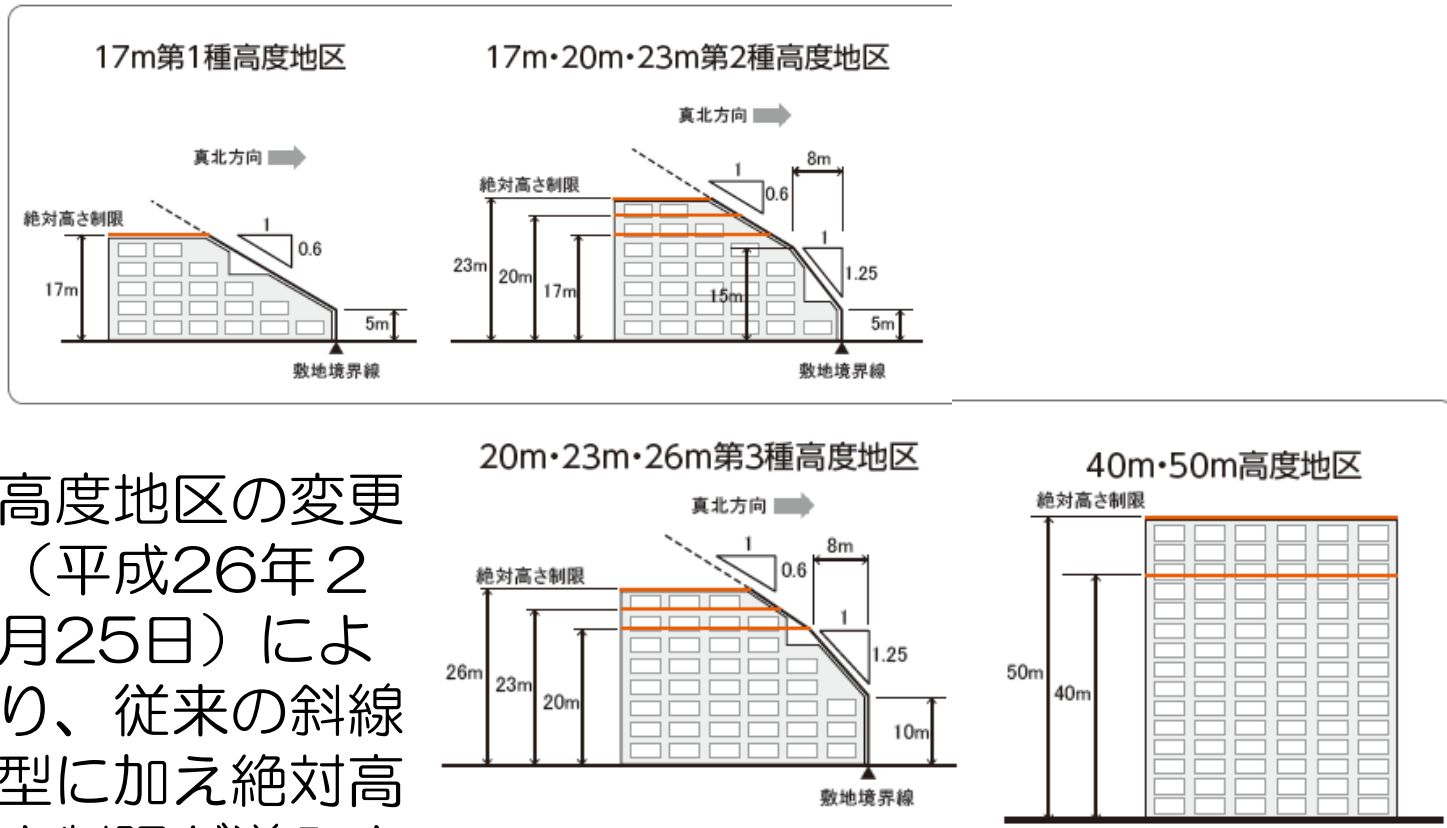 17m第1種高度地区
真北方向
絶対高さ制限
1
0.6
17m
5m
敷地境界線
17m・20m・23m第2種高度地区
真北方向
8m
1
0.6
絶対高さ制限
1
1.25
23m
20m
17m
15m
5m
敷地境界線
高度地区の変更
（平成26年２
月25日）によ
り、従来の斜線
型に加え絶対高
20m・23m・26m第3種高度地区
真北方向
1
8m
0.6
絶対高さ制限
1
1.25
26m
23m
20m
10m
敷地境界線
40m・50m高度地区
絶対高さ制限
50m
40m